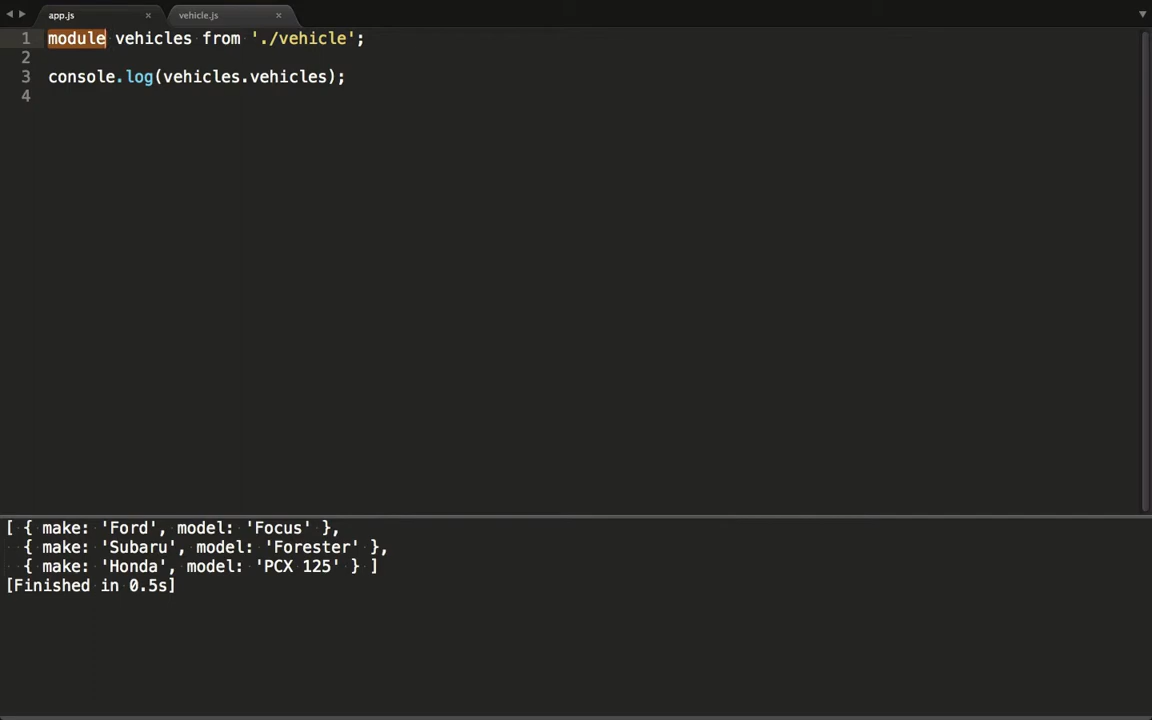 app.js × vehicle.js ×
1 module vehicles from './vehicle';
2
3 console.log(vehicles.vehicles);
4
[ { make: 'Ford', model: 'Focus' },
{ make: 'Subaru', model: 'Forester' },
{ make: 'Honda', model: 'PCX 125' } ]
[Finished in 0.5s]